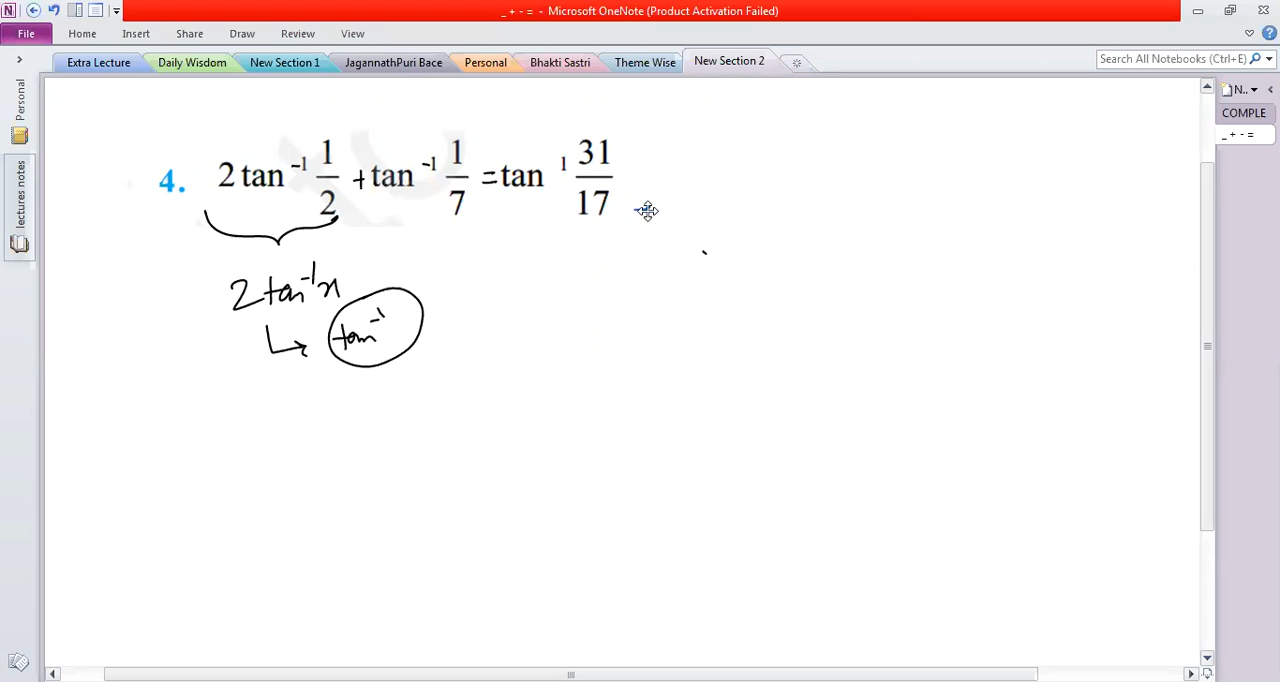 _ + - = - Microsoft OneNote (Product Activation Failed)
File Home Insert Share Draw Review View
Extra Lecture Daily Wisdom New Section 1 JagannathPuri Bace Personal Bhakti Sastri Theme Wise New Section 2
Search All Notebooks (Ctrl+E)
N..
COMPLE
_ + - =
Personal
lectures notes
4. 2 tan⁻¹ 1/2 + tan⁻¹ 1/7 = tan ¹ 31/17
2 tan⁻¹x
tan⁻¹